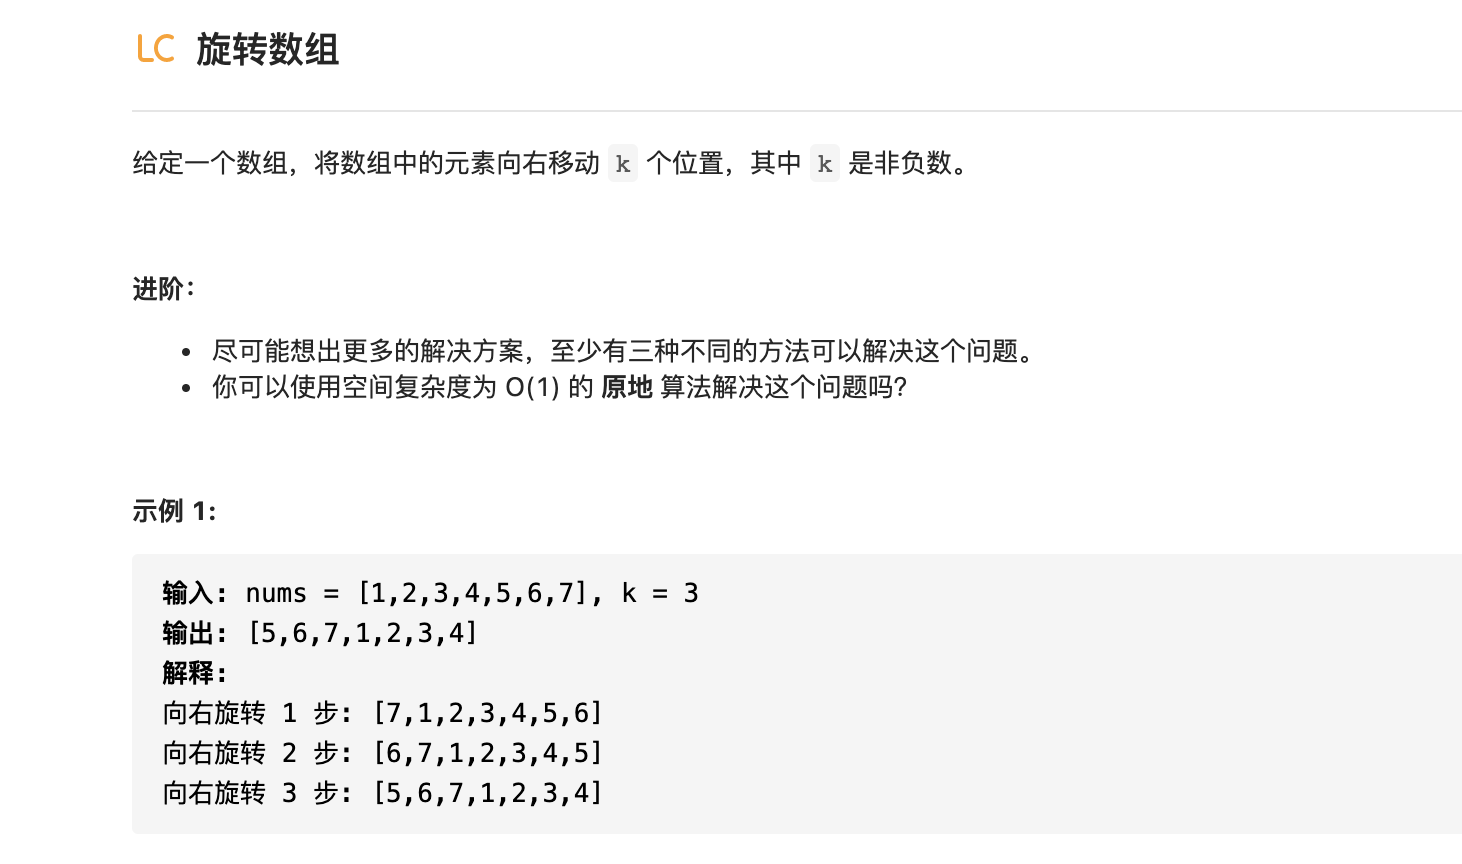 LC 旋转数组
给定一个数组，将数组中的元素向右移动 k 个位置，其中 k 是非负数。
进阶：
• 尽可能想出更多的解决方案，至少有三种不同的方法可以解决这个问题。
• 你可以使用空间复杂度为 O(1) 的 原地 算法解决这个问题吗？
示例 1:
输入: nums = [1,2,3,4,5,6,7], k = 3
输出: [5,6,7,1,2,3,4]
解释:
向右旋转 1 步: [7,1,2,3,4,5,6]
向右旋转 2 步: [6,7,1,2,3,4,5]
向右旋转 3 步: [5,6,7,1,2,3,4]